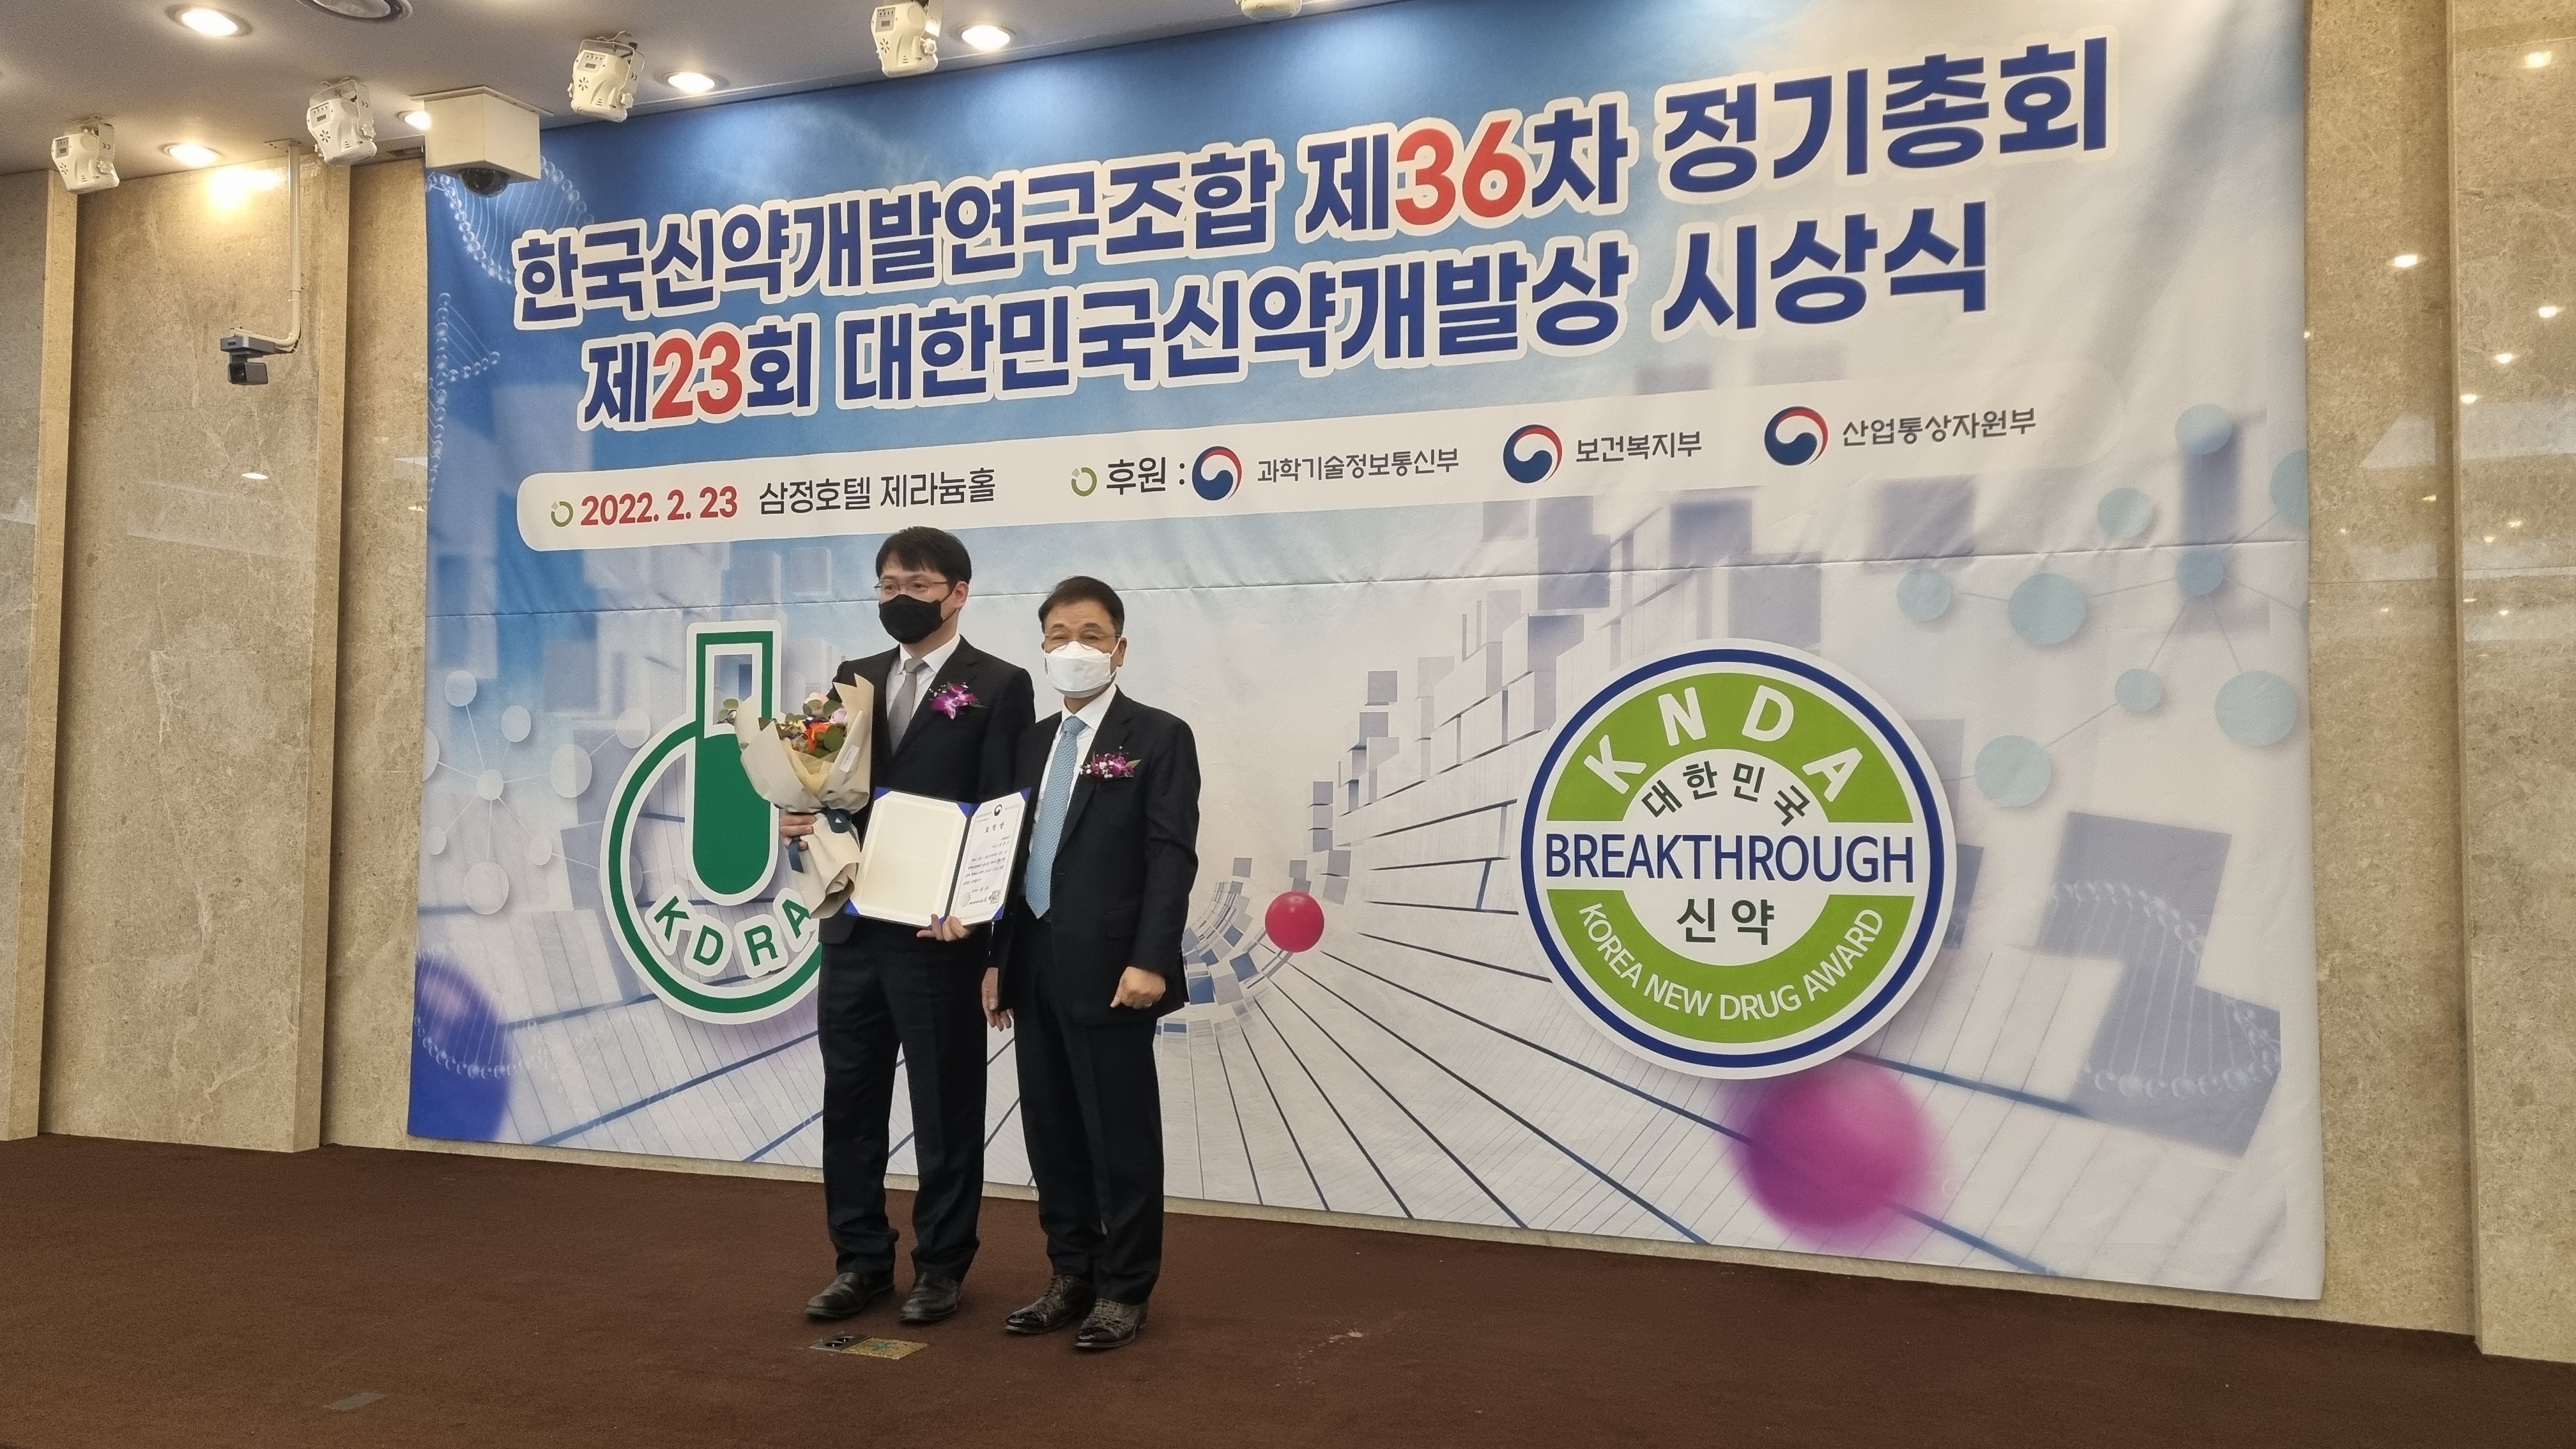 한국신약개발연구조합 제36차 정기총회
제23회 대한민국신약개발상 시상식
2022. 2. 23 삼정호텔 제라늄홀 후원 : 과학기술정보통신부 보건복지부 산업통상자원부
KDRA
KNDA
대한민국
BREAKTHROUGH
신약
KOREA NEW DRUG AWARD
표창장